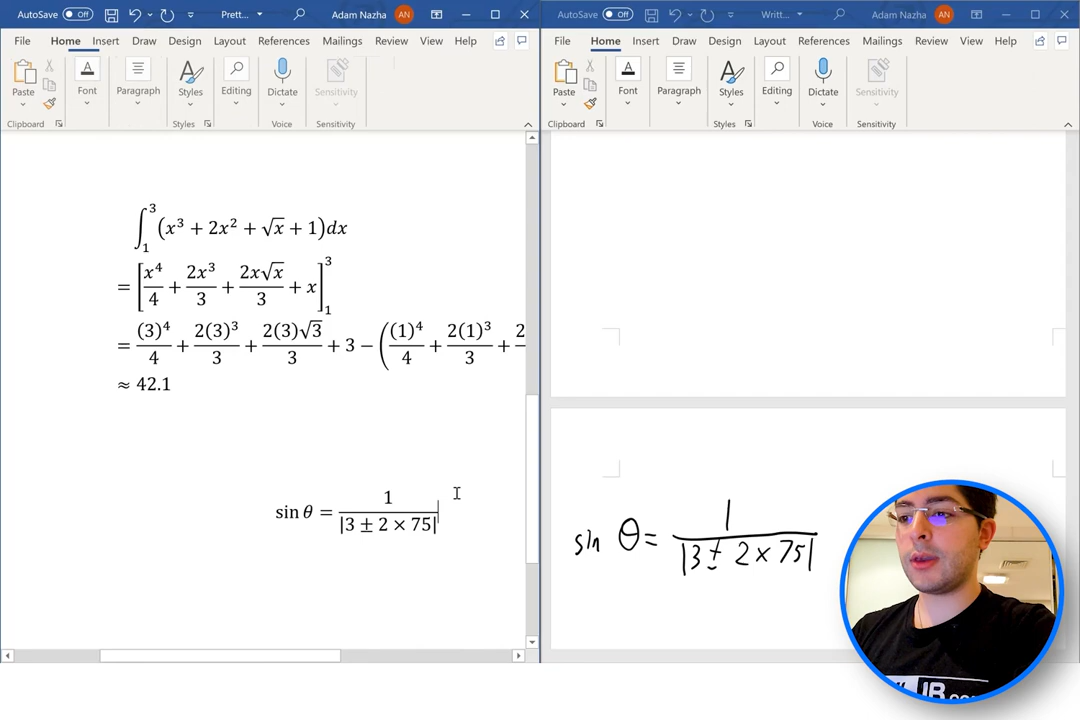 AutoSave Off Prett... Adam Nazha AN
File Home Insert Draw Design Layout References Mailings Review View Help
Paste Font Paragraph Styles Editing Dictate Sensitivity
Clipboard Styles Voice Sensitivity
∫₁³ (x³ + 2x² + √x + 1)dx
= [x⁴/4 + 2x³/3 + 2x√x/3 + x]₁³
= (3)⁴/4 + 2(3)³/3 + 2(3)√3/3 + 3 − ((1)⁴/4 + 2(1)³/3 + 2
≈ 42.1
sin θ = 1/|3 ± 2 × 75|
AutoSave Off Writt... Adam Nazha AN
File Home Insert Draw Design Layout References Mailings Review View Help
Paste Font Paragraph Styles Editing Dictate Sensitivity
Clipboard Styles Voice Sensitivity
sin θ = 1/|3 ± 2 × 75|